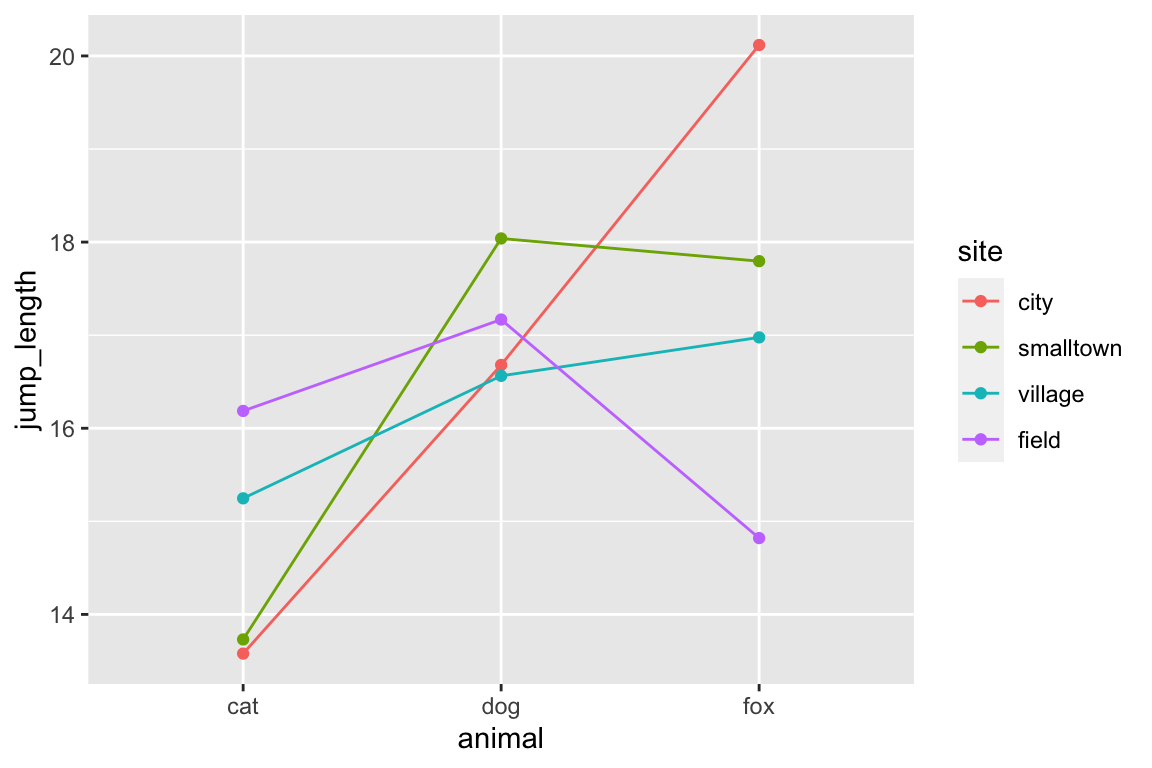 20
18
16
14
jump_length
cat dog fox
animal
site
city
smalltown
village
field